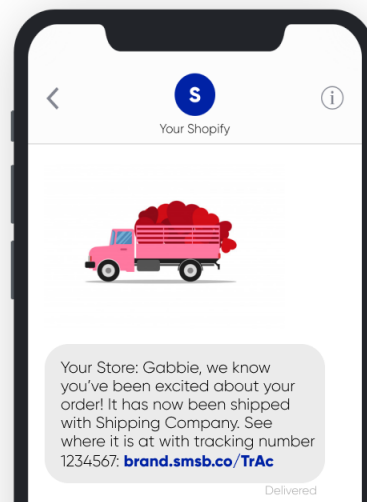 S
Your Shopify
Your Store: Gabbie, we know
you've been excited about your
order! It has now been shipped
with Shipping Company. See
where it is at with tracking number
1234567: brand.smsb.co/TrAc
Delivered